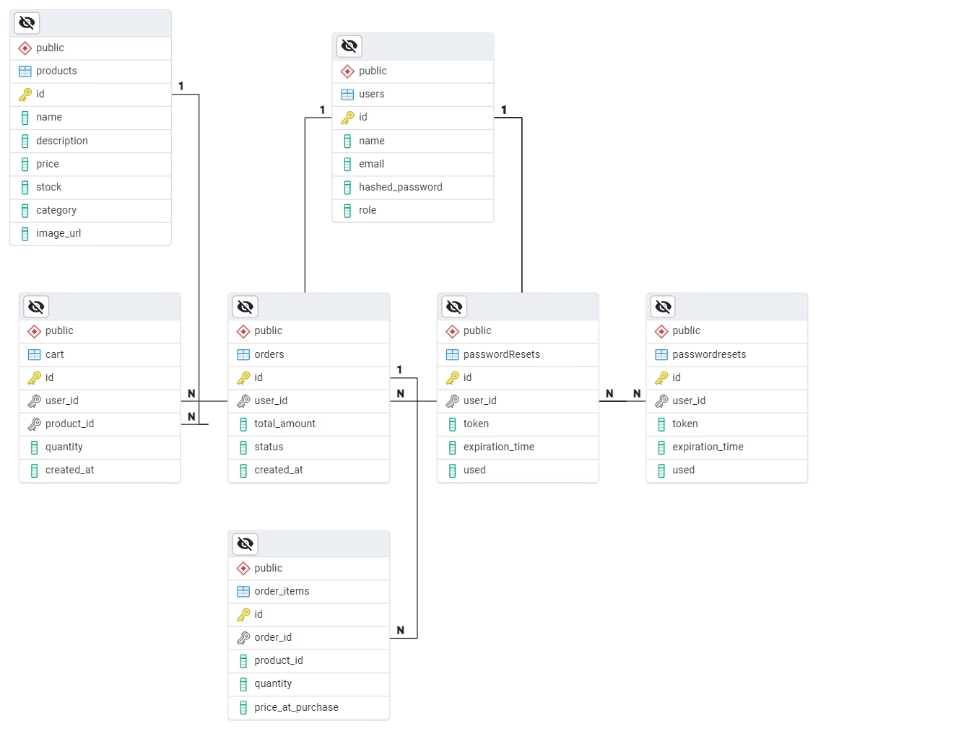 public
products
id
name
description
price
stock
category
image_url
1
public
users
id
name
email
hashed_password
role
1
1
public
cart
id
user_id
product_id
quantity
created_at
N
N
public
orders
id
user_id
total_amount
status
created_at
1
N
public
passwordResets
id
user_id
token
expiration_time
used
N
N
public
passwordresets
id
user_id
token
expiration_time
used
public
order_items
id
order_id
product_id
quantity
price_at_purchase
N